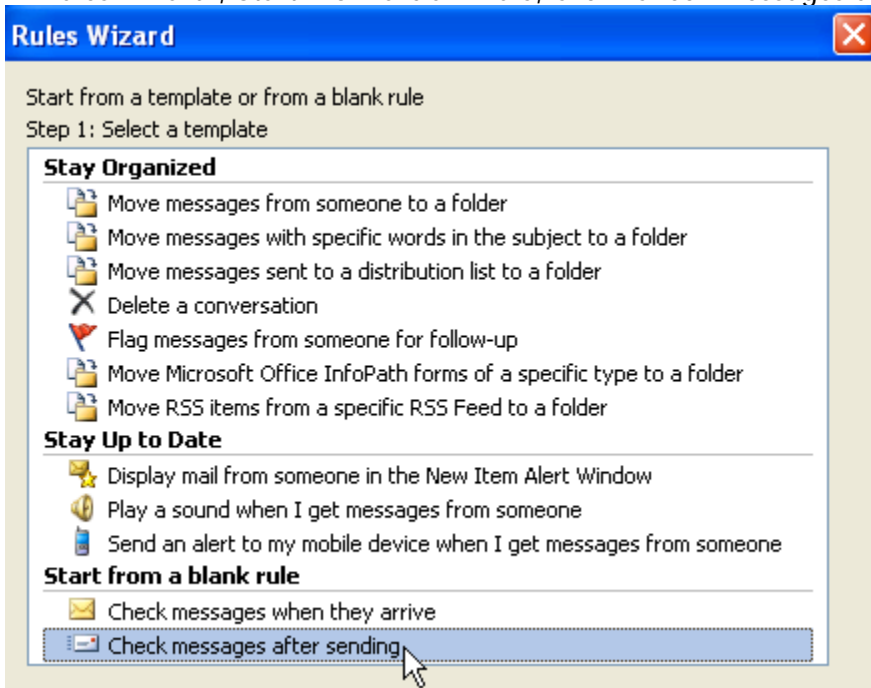 Rules Wizard
Start from a template or from a blank rule
Step 1: Select a template
Stay Organized
Move messages from someone to a folder
Move messages with specific words in the subject to a folder
Move messages sent to a distribution list to a folder
Delete a conversation
Flag messages from someone for follow-up
Move Microsoft Office InfoPath forms of a specific type to a folder
Move RSS items from a specific RSS Feed to a folder
Stay Up to Date
Display mail from someone in the New Item Alert Window
Play a sound when I get messages from someone
Send an alert to my mobile device when I get messages from someone
Start from a blank rule
Check messages when they arrive
Check messages after sending